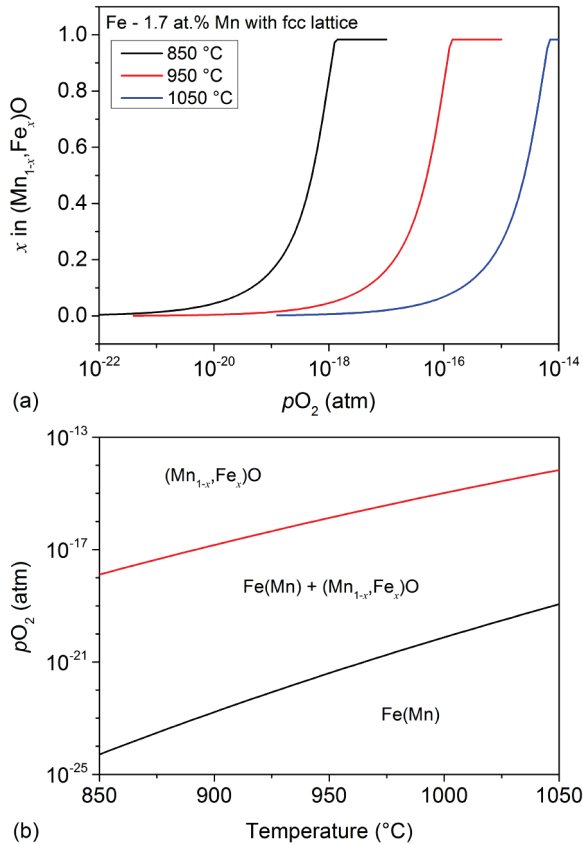 Fe - 1.7 at.% Mn with fcc lattice
850 °C
950 °C
1050 °C
1.0
0.8
0.6
0.4
0.2
0.0
x in (Mn₁₋ₓ,Feₓ)O
10⁻²² 10⁻²⁰ 10⁻¹⁸ 10⁻¹⁶ 10⁻¹⁴
(a) pO₂ (atm)
10⁻¹³
10⁻¹⁷
10⁻²¹
10⁻²⁵
pO₂ (atm)
(Mn₁₋ₓ,Feₓ)O
Fe(Mn) + (Mn₁₋ₓ,Feₓ)O
Fe(Mn)
850 900 950 1000 1050
(b) Temperature (°C)